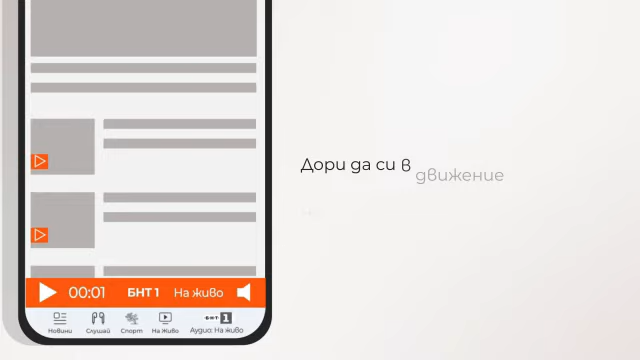 Дори да си в движение
00:01 БНТ 1 На живо
Новини Слушай Спорт На Живо Аудио: На живо
БНТ 1